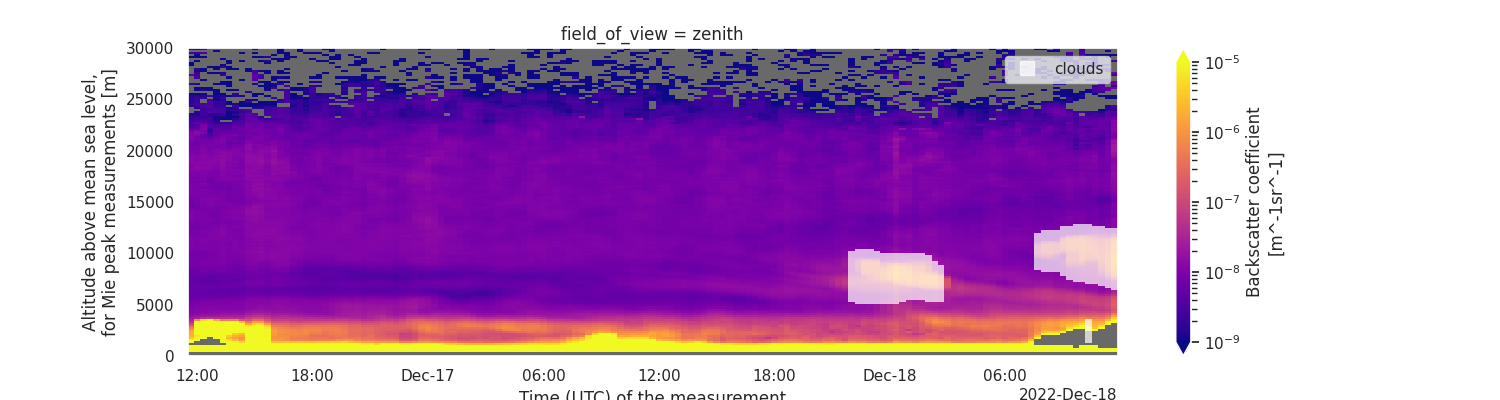 field_of_view = zenith
Altitude above mean sea level,
for Mie peak measurements [m]
30000
25000
20000
15000
10000
5000
0
clouds
12:00
18:00
Dec-17
06:00
12:00
18:00
Dec-18
06:00
Time (UTC) of the measurement
2022-Dec-18
10⁻⁵
10⁻⁶
10⁻⁷
10⁻⁸
10⁻⁹
Backscatter coefficient
[m^-1sr^-1]